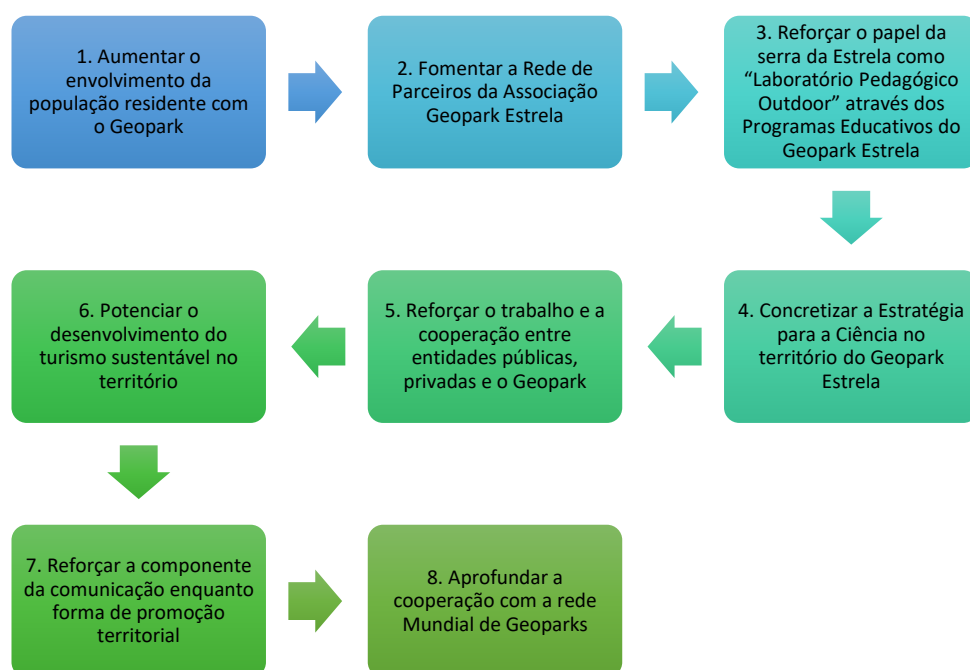 1. Aumentar o
envolvimento da
população residente com
o Geopark
2. Fomentar a Rede de
Parceiros da Associação
Geopark Estrela
3. Reforçar o papel da
serra da Estrela como
“Laboratório Pedagógico
Outdoor” através dos
Programas Educativos do
Geopark Estrela
4. Concretizar a Estratégia
para a Ciência no
território do Geopark
Estrela
5. Reforçar o trabalho e a
cooperação entre
entidades públicas,
privadas e o Geopark
6. Potenciar o
desenvolvimento do
turismo sustentável no
território
7. Reforçar a componente
da comunicação enquanto
forma de promoção
territorial
8. Aprofundar a
cooperação com a rede
Mundial de Geoparks